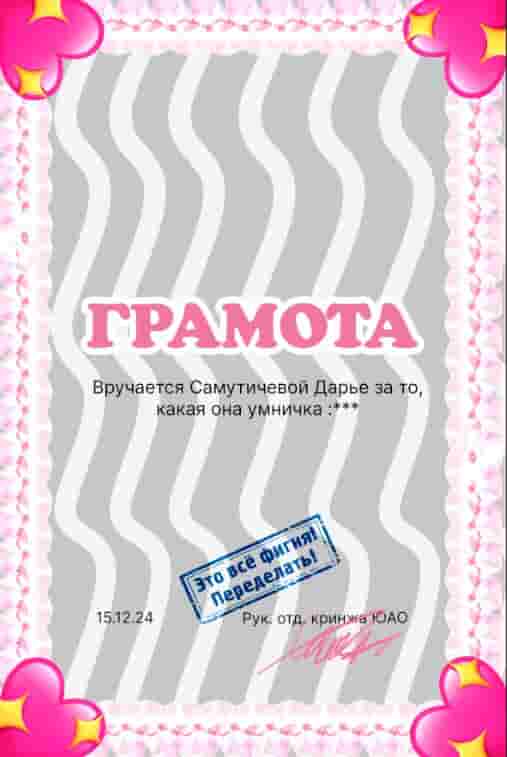 ГРАМОТА
Вручается Самутичевой Дарье за то,
какая она умничка :***
Это всё фигня!
Переделать!
15.12.24
Рук. отд. кринжа ЮАО